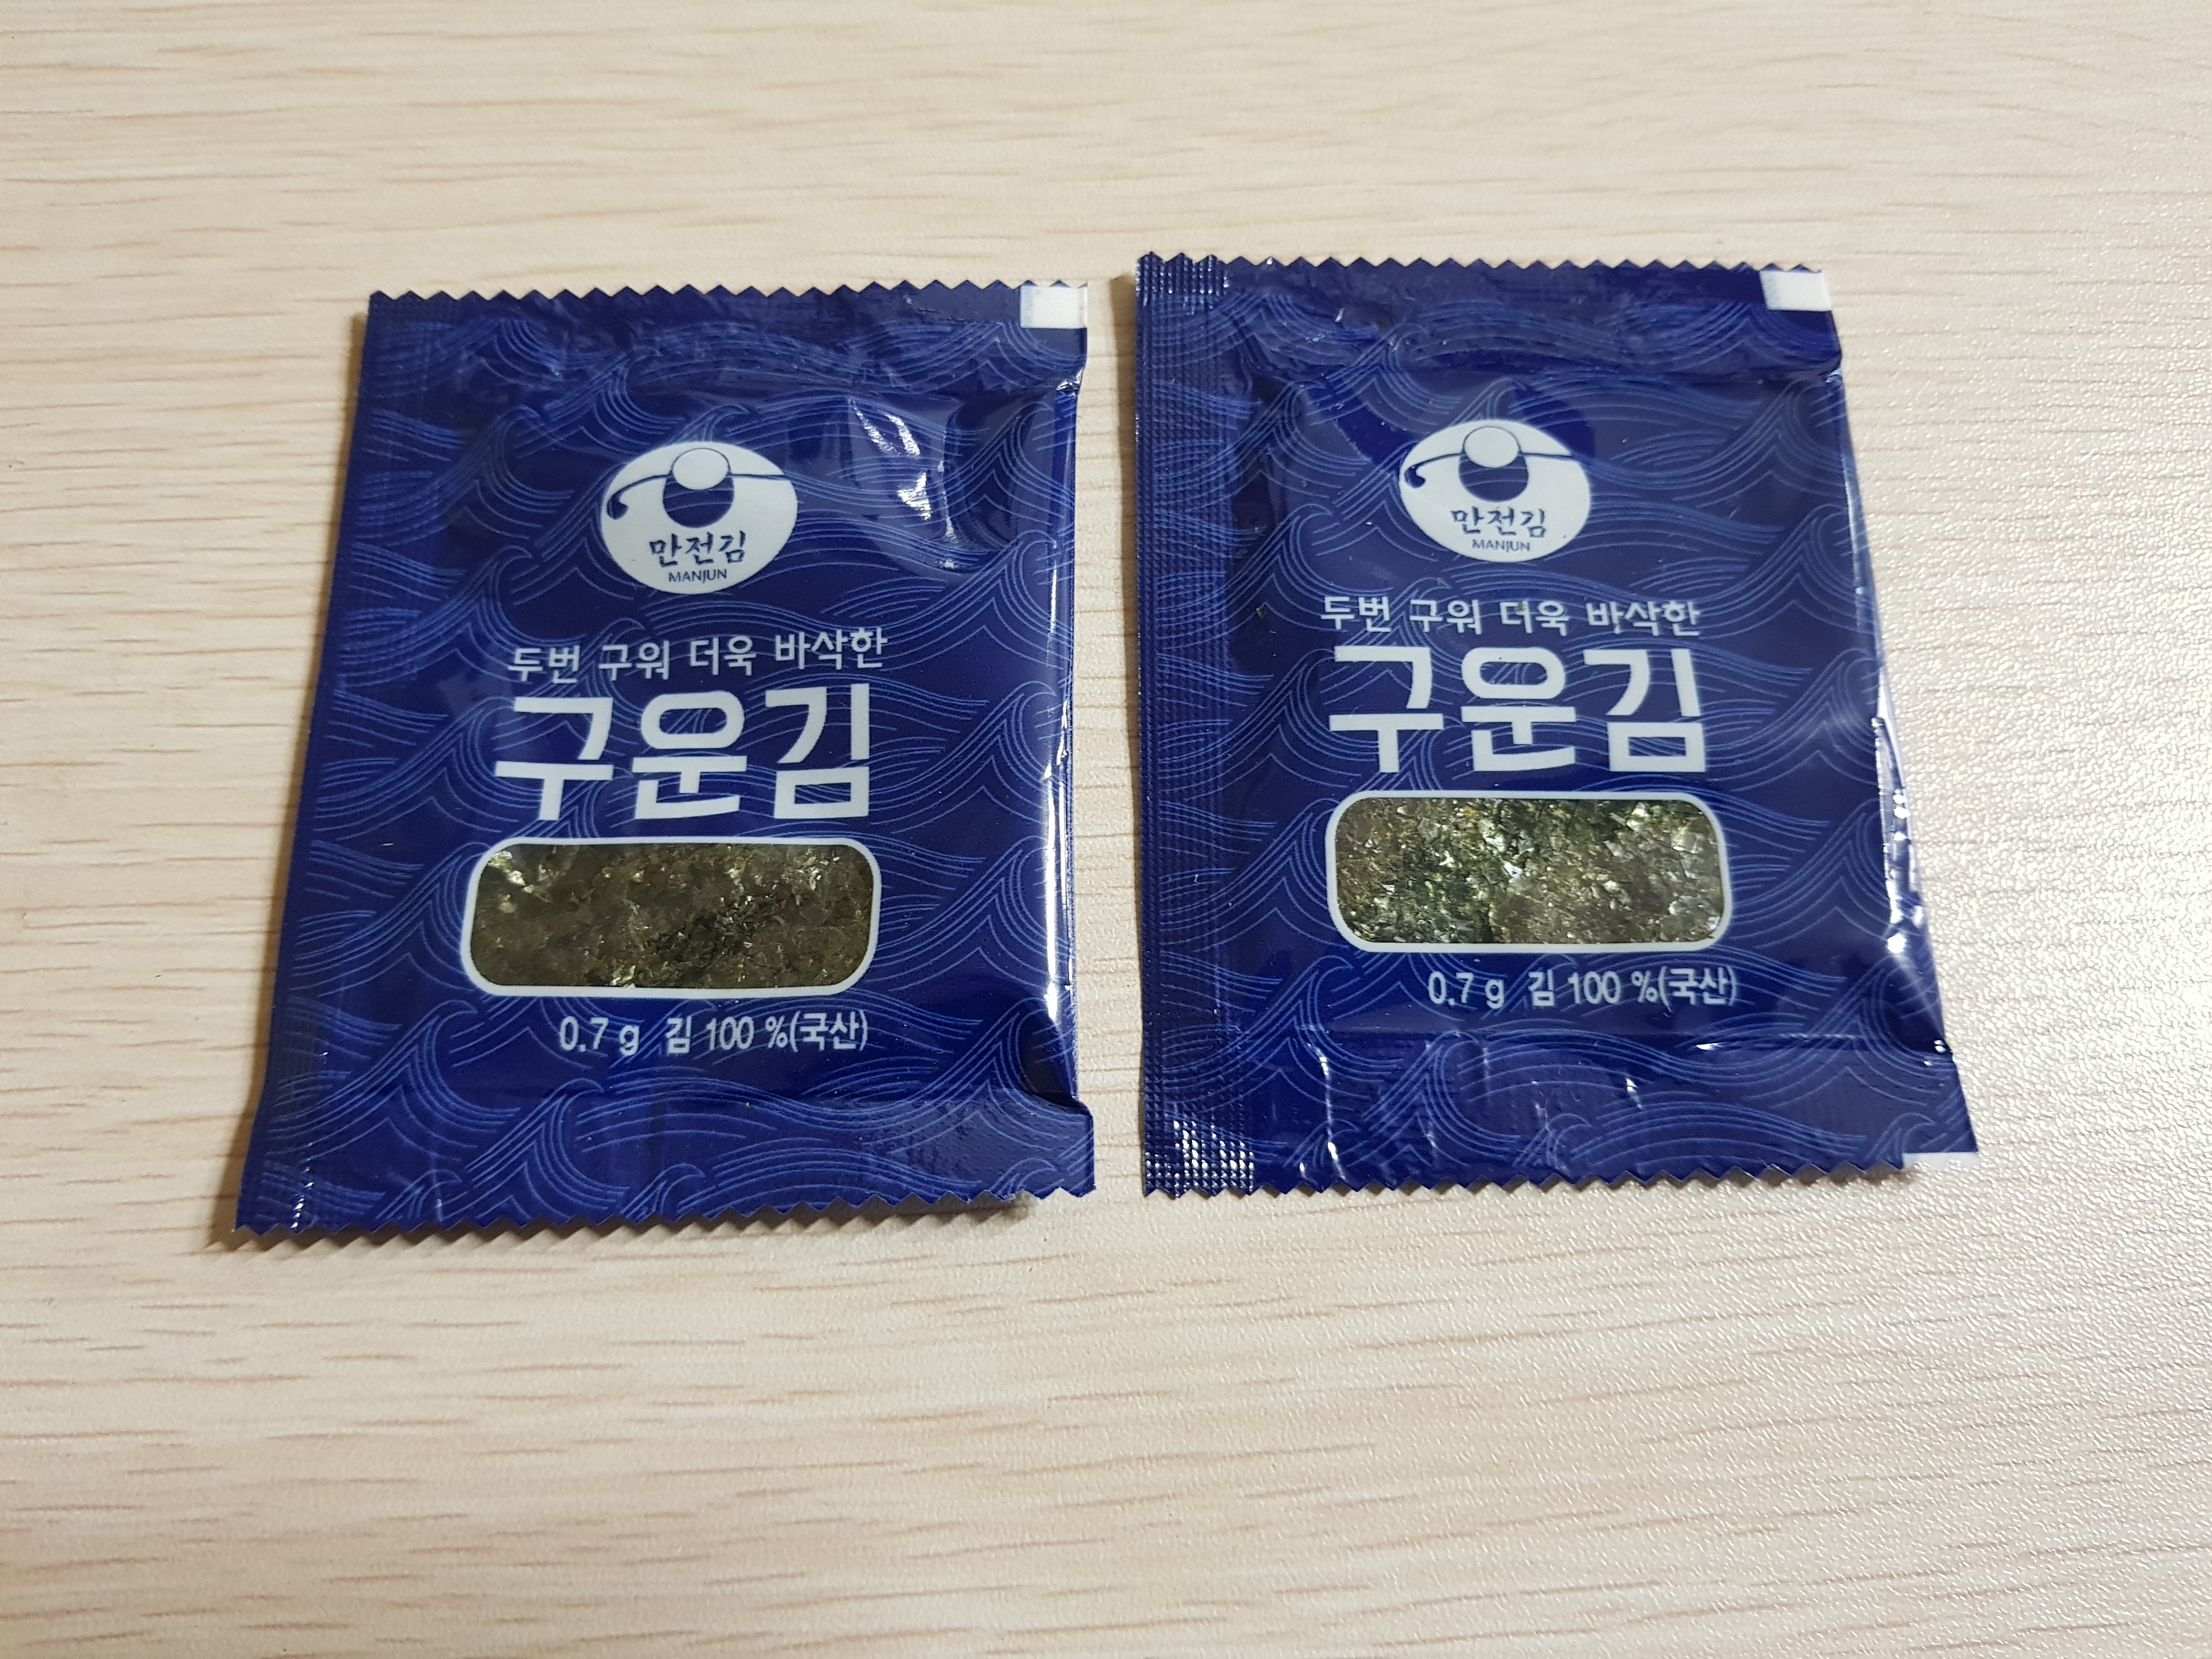 만전김
MANJUN
두번 구워 더욱 바삭한
구운김
0.7 g 김 100 %(국산)
만전김
MANJUN
두번 구워 더욱 바삭한
구운김
0.7 g 김 100 %(국산)